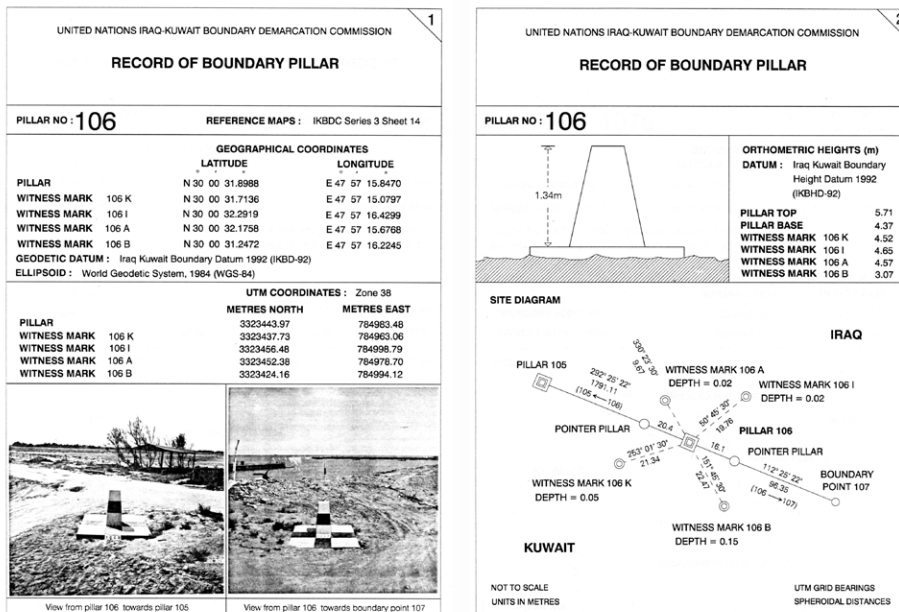 1
UNITED NATIONS IRAQ-KUWAIT BOUNDARY DEMARCATION COMMISSION
RECORD OF BOUNDARY PILLAR
PILLAR NO : 106 REFERENCE MAPS : IKBDC Series 3 Sheet 14
GEOGRAPHICAL COORDINATES
LATITUDE LONGITUDE
° ' " ° ' "
PILLAR N 30 00 31.8988 E 47 57 15.8470
WITNESS MARK 106 K N 30 00 31.7136 E 47 57 15.0797
WITNESS MARK 106 I N 30 00 32.2919 E 47 57 16.4299
WITNESS MARK 106 A N 30 00 32.1758 E 47 57 15.6768
WITNESS MARK 106 B N 30 00 31.2472 E 47 57 16.2245
GEODETIC DATUM : Iraq Kuwait Boundary Datum 1992 (IKBD-92)
ELLIPSOID : World Geodetic System, 1984 (WGS-84)
UTM COORDINATES : Zone 38
METRES NORTH METRES EAST
PILLAR 3323443.97 784983.48
WITNESS MARK 106 K 3323437.73 784963.06
WITNESS MARK 106 I 3323456.48 784998.79
WITNESS MARK 106 A 3323452.38 784978.70
WITNESS MARK 106 B 3323424.16 784994.12
View from pillar 106 towards pillar 105
View from pillar 106 towards boundary point 107
2
UNITED NATIONS IRAQ-KUWAIT BOUNDARY DEMARCATION COMMISSION
RECORD OF BOUNDARY PILLAR
PILLAR NO : 106
1.34m
ORTHOMETRIC HEIGHTS (m)
DATUM : Iraq Kuwait Boundary
Height Datum 1992
(IKBHD-92)
PILLAR TOP 5.71
PILLAR BASE 4.37
WITNESS MARK 106 K 4.52
WITNESS MARK 106 I 4.65
WITNESS MARK 106 A 4.57
WITNESS MARK 106 B 3.07
SITE DIAGRAM
IRAQ
330° 23' 30"
9.67
PILLAR 105
292° 25' 22"
1791.11
(105 ← 106)
WITNESS MARK 106 A
DEPTH = 0.02
WITNESS MARK 106 I
DEPTH = 0.02
50° 45' 30"
19.76
POINTER PILLAR
20.4
PILLAR 106
16.1
POINTER PILLAR
253° 01' 30"
21.34
151° 45' 30"
22.47
112° 25' 22"
96.35
(106 → 107)
BOUNDARY
POINT 107
WITNESS MARK 106 K
DEPTH = 0.05
WITNESS MARK 106 B
DEPTH = 0.15
KUWAIT
NOT TO SCALE
UNITS IN METRES
UTM GRID BEARINGS
SPHEROIDAL DISTANCES